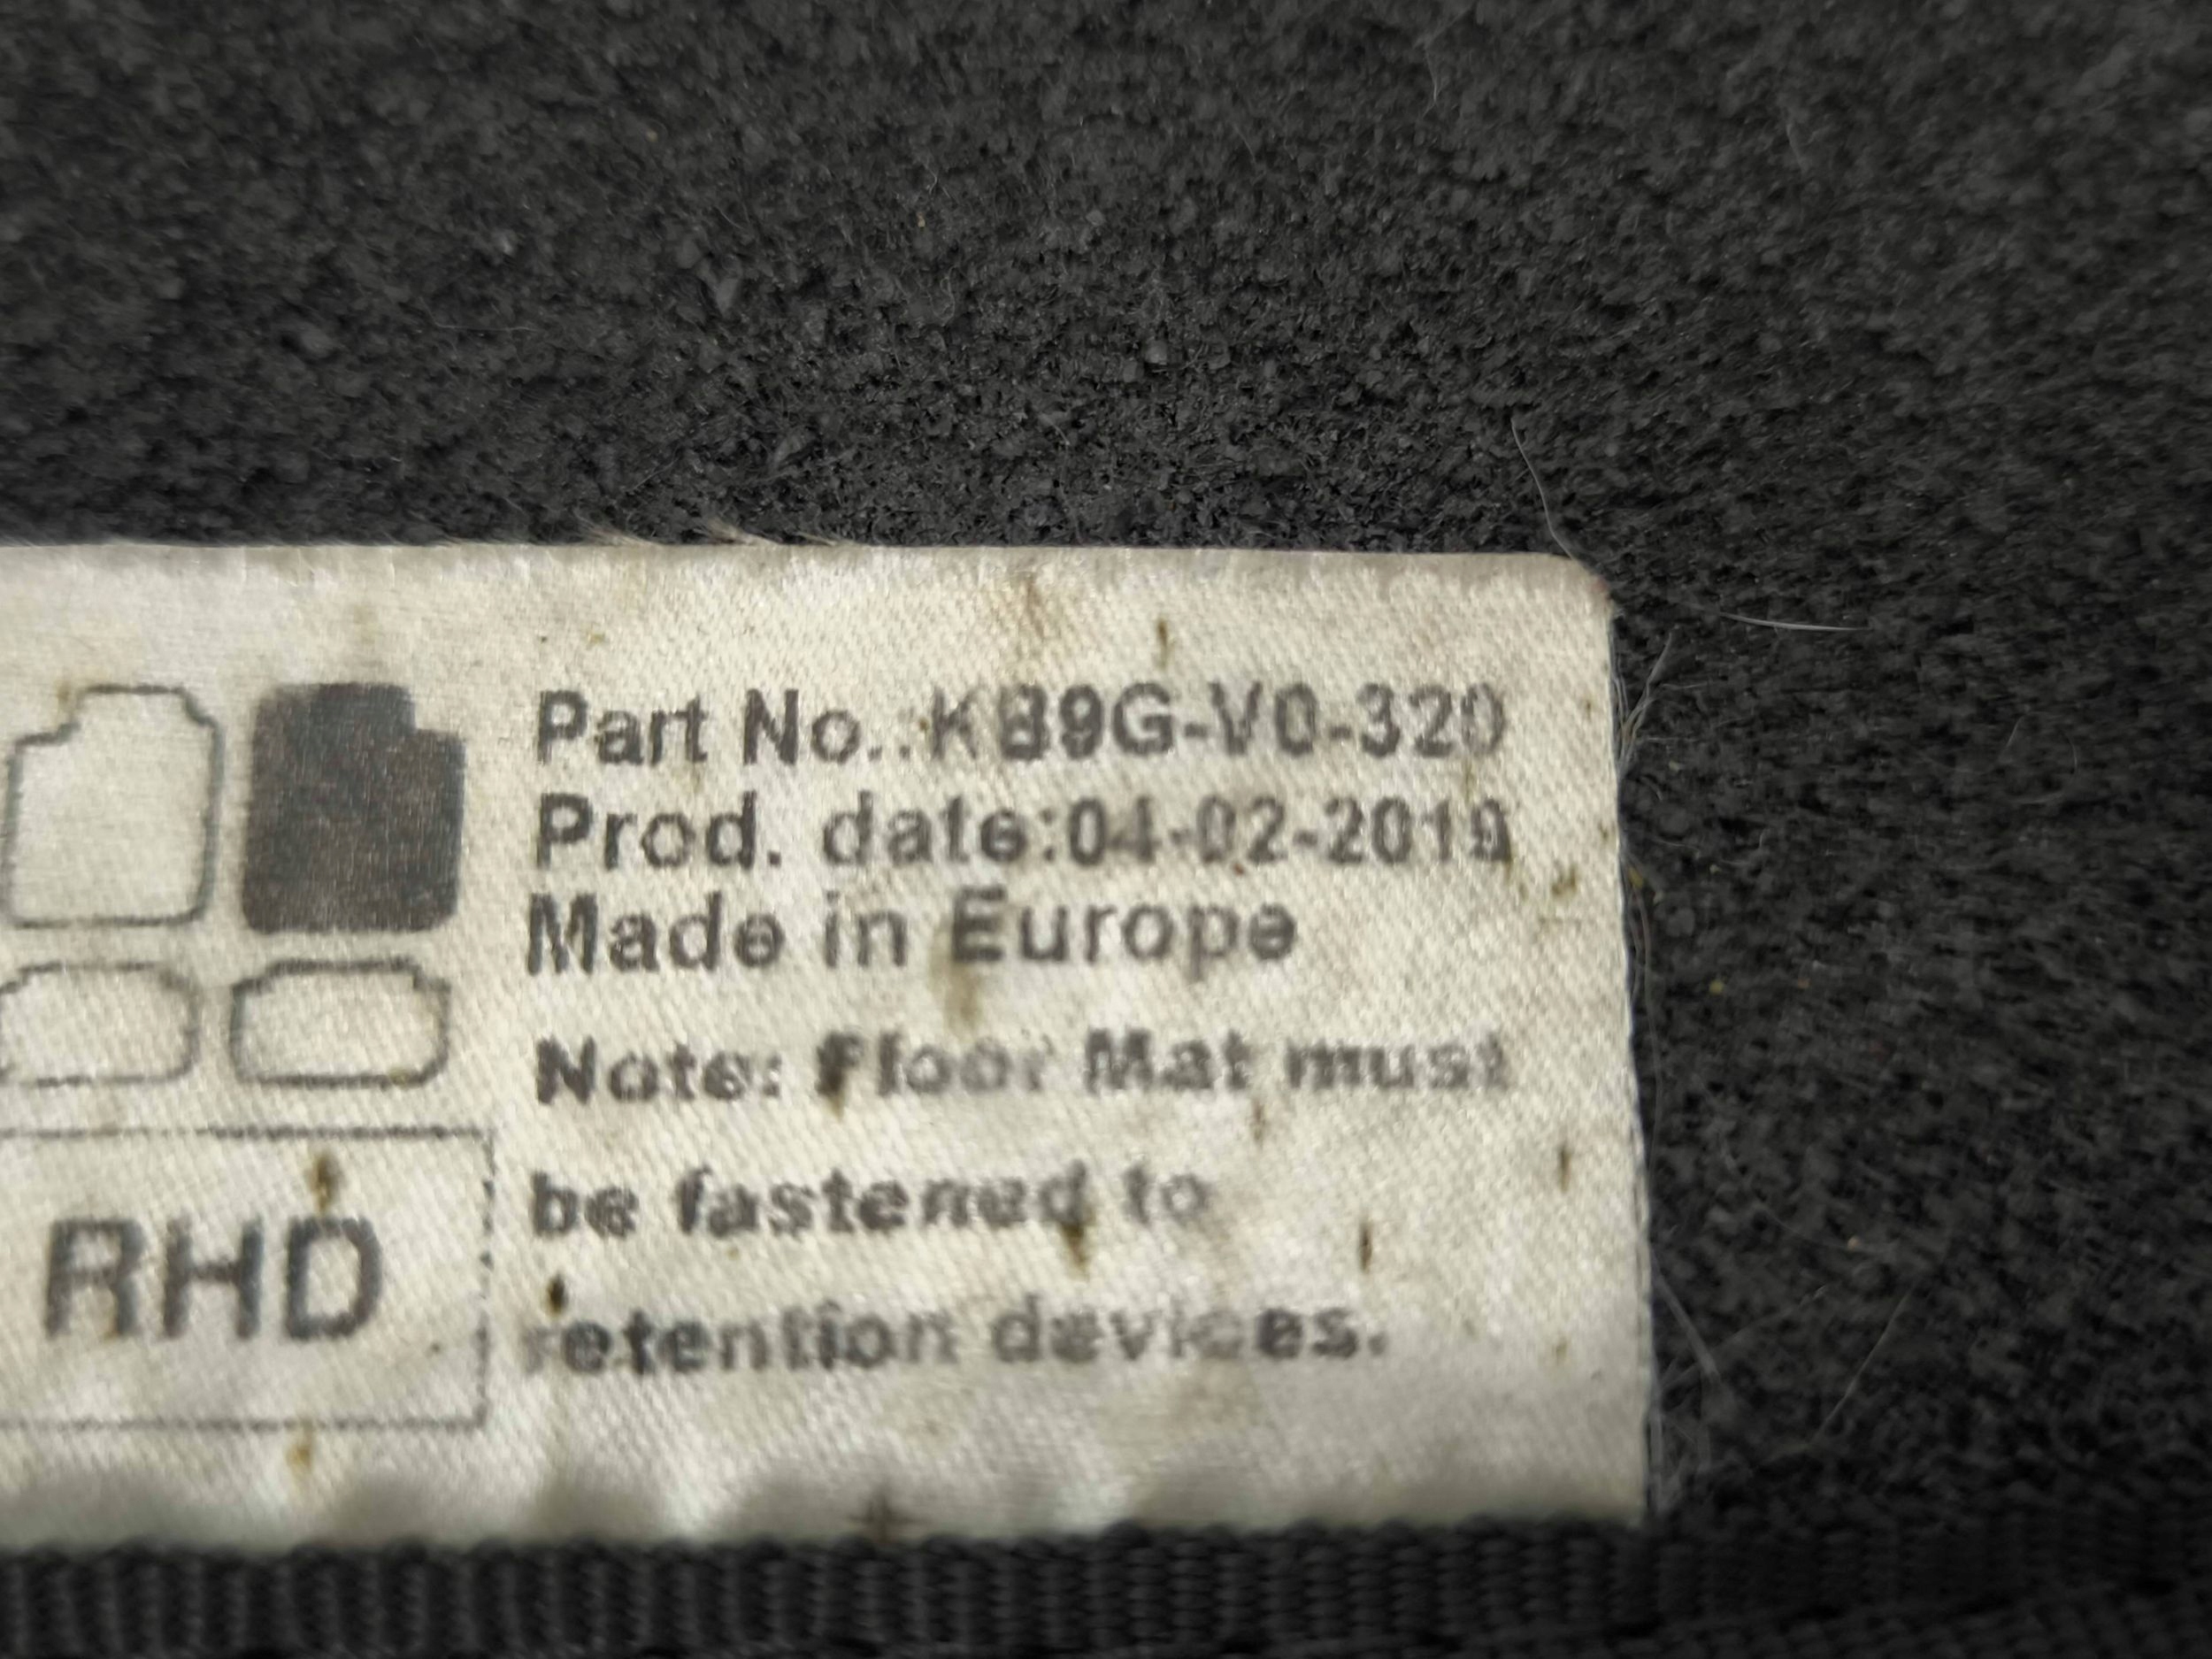 Part No.:KB9G-V0-320
Prod. date:04-02-2019
Made in Europe
Note: Floor Mat must
be fastened to
retention devices.
RHD